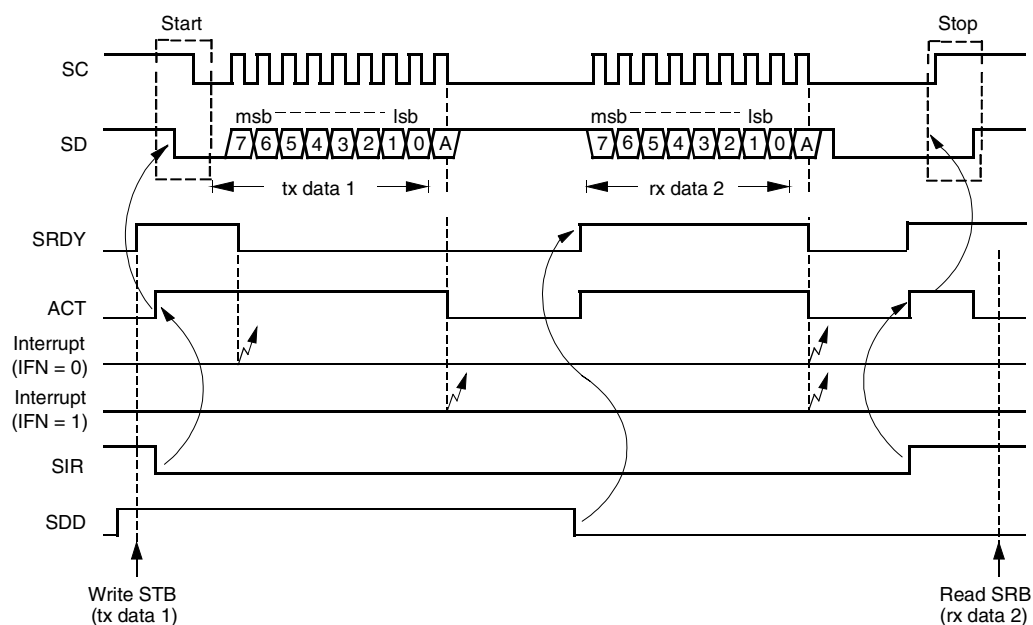 Start Stop
SC
msb lsb msb lsb
SD 7 6 5 4 3 2 1 0 A 7 6 5 4 3 2 1 0 A
tx data 1 rx data 2
SRDY
ACT
Interrupt
(IFN = 0)
Interrupt
(IFN = 1)
SIR
SDD
Write STB Read SRB
(tx data 1) (rx data 2)